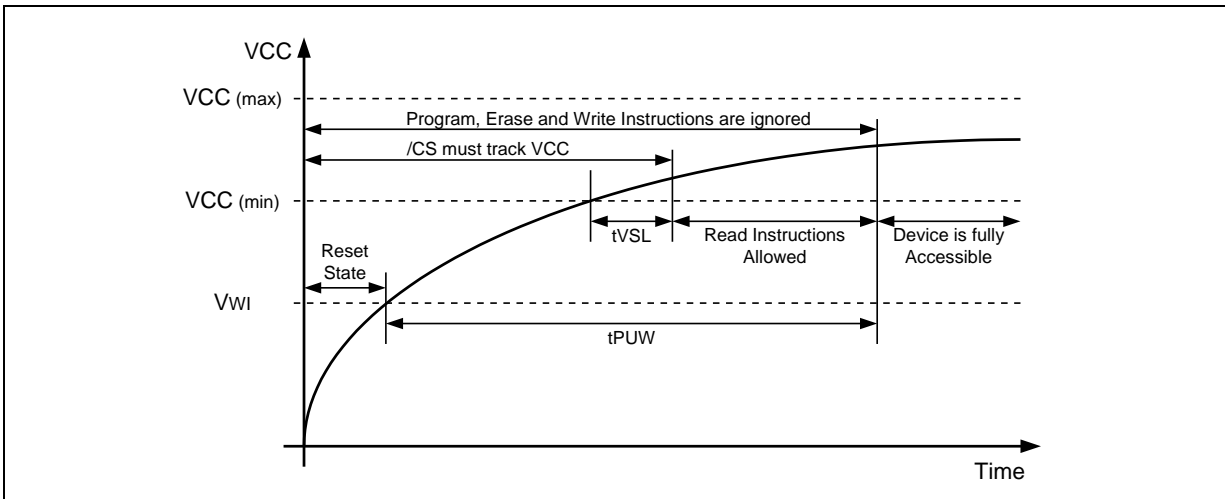 VCC
VCC (max)
Program, Erase and Write Instructions are ignored
/CS must track VCC
VCC (min)
tVSL
Read Instructions
Allowed
Device is fully
Accessible
Reset
State
VWI
tPUW
Time